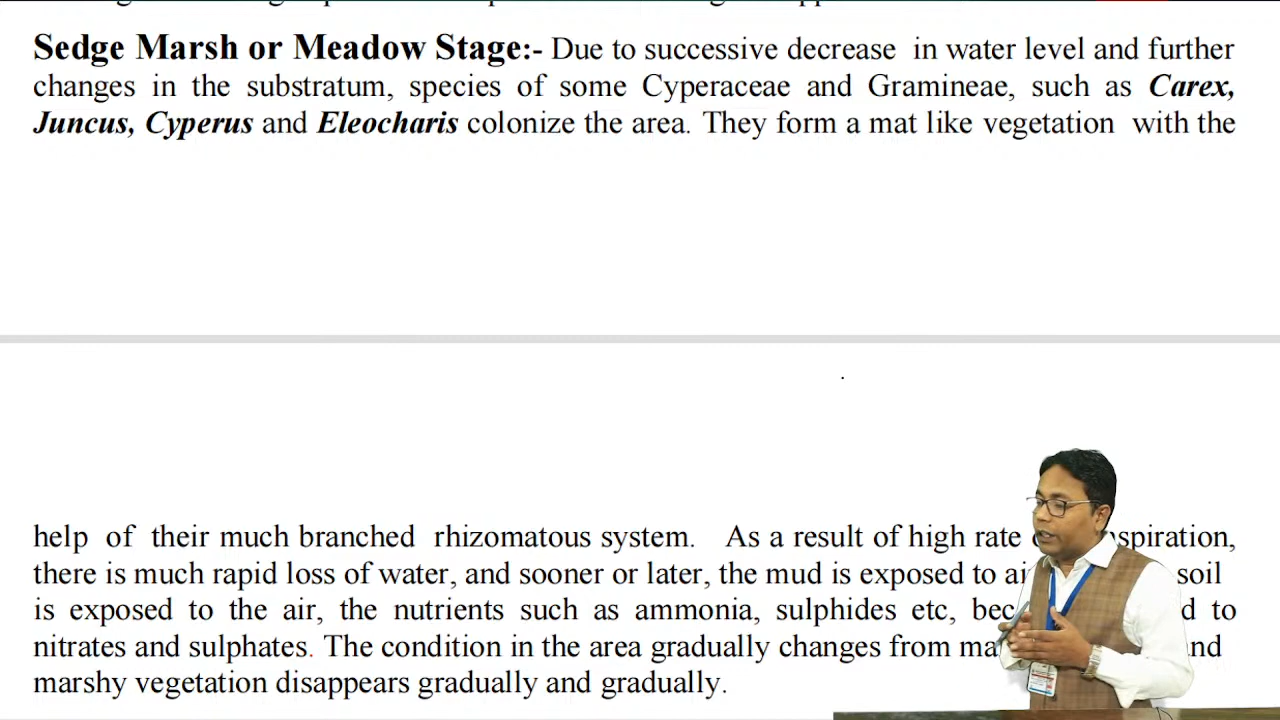 Sedge Marsh or Meadow Stage:- Due to successive decrease in water level and further
changes in the substratum, species of some Cyperaceae and Gramineae, such as Carex,
Juncus, Cyperus and Eleocharis colonize the area. They form a mat like vegetation with the
help of their much branched rhizomatous system. As a result of high rate
there is much rapid loss of water, and sooner or later, the mud is exposed to soil
is exposed to the air, the nutrients such as ammonia, sulphides etc, to
nitrates and sulphates. The condition in the area gradually changes from
marshy vegetation disappears gradually and gradually.